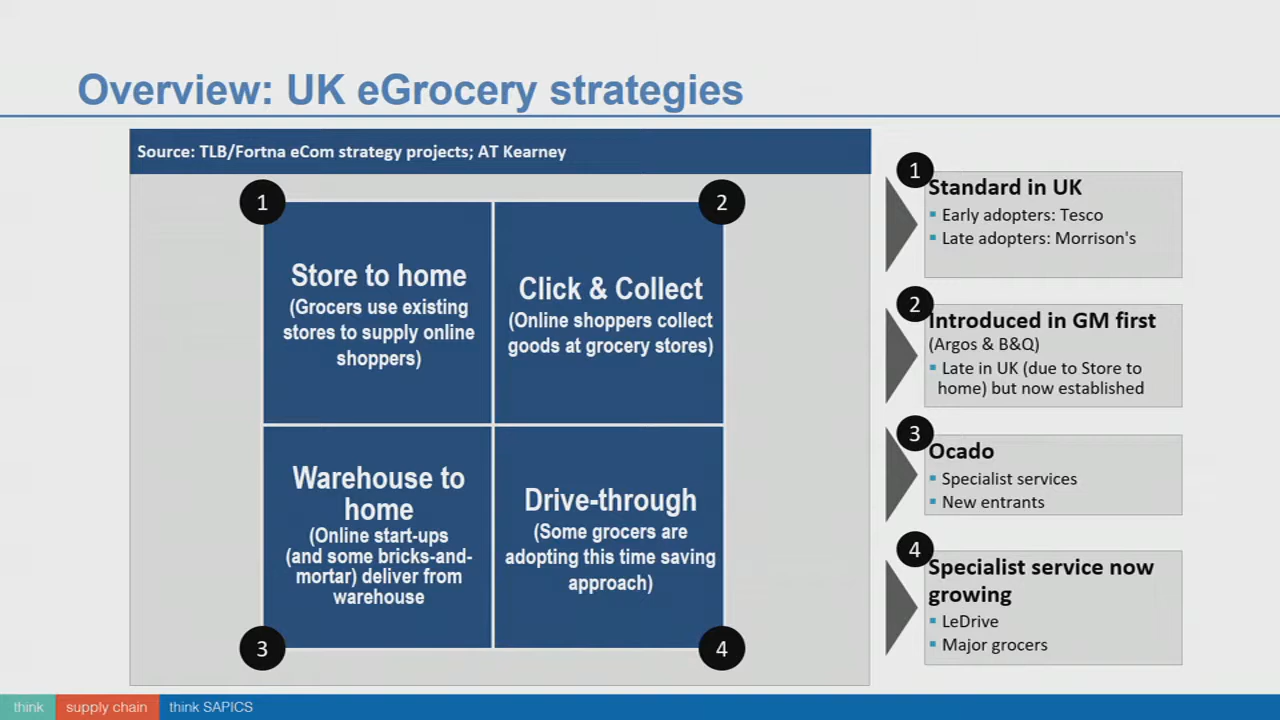 Overview: UK eGrocery strategies
Source: TLB/Fortna eCom strategy projects; AT Kearney
1
Store to home
(Grocers use existing
stores to supply online
shoppers)
2
Click & Collect
(Online shoppers collect
goods at grocery stores)
3
Warehouse to
home
(Online start-ups
(and some bricks-and-
mortar) deliver from
warehouse
4
Drive-through
(Some grocers are
adopting this time saving
approach)
1
Standard in UK
Early adopters: Tesco
Late adopters: Morrison's
2
Introduced in GM first
(Argos & B&Q)
Late in UK (due to Store to
home) but now established
3
Ocado
Specialist services
New entrants
4
Specialist service now
growing
LeDrive
Major grocers
think supply chain think SAPICS